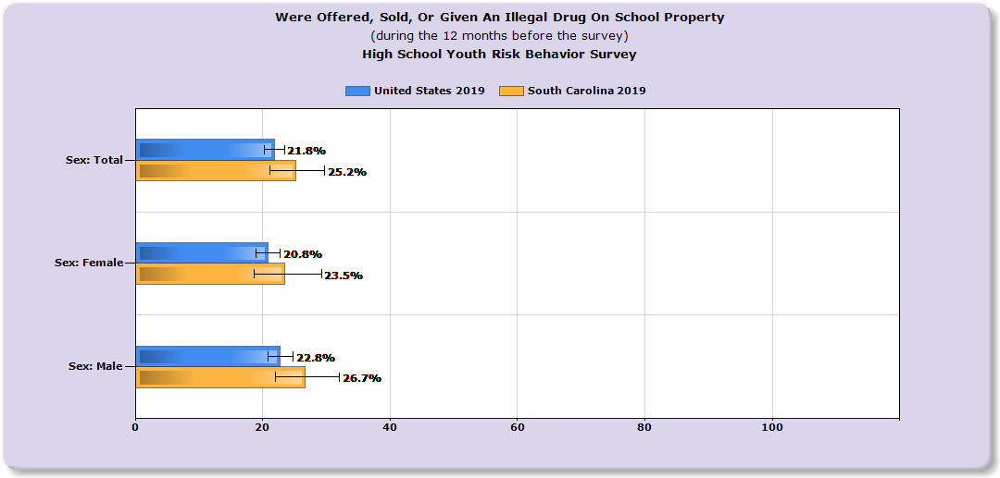 Were Offered, Sold, Or Given An Illegal Drug On School Property
(during the 12 months before the survey)
High School Youth Risk Behavior Survey
United States 2019 South Carolina 2019
21.8%
Sex: Total
25.2%
20.8%
Sex: Female
23.5%
22.8%
Sex: Male
26.7%
0 20 40 60 80 100